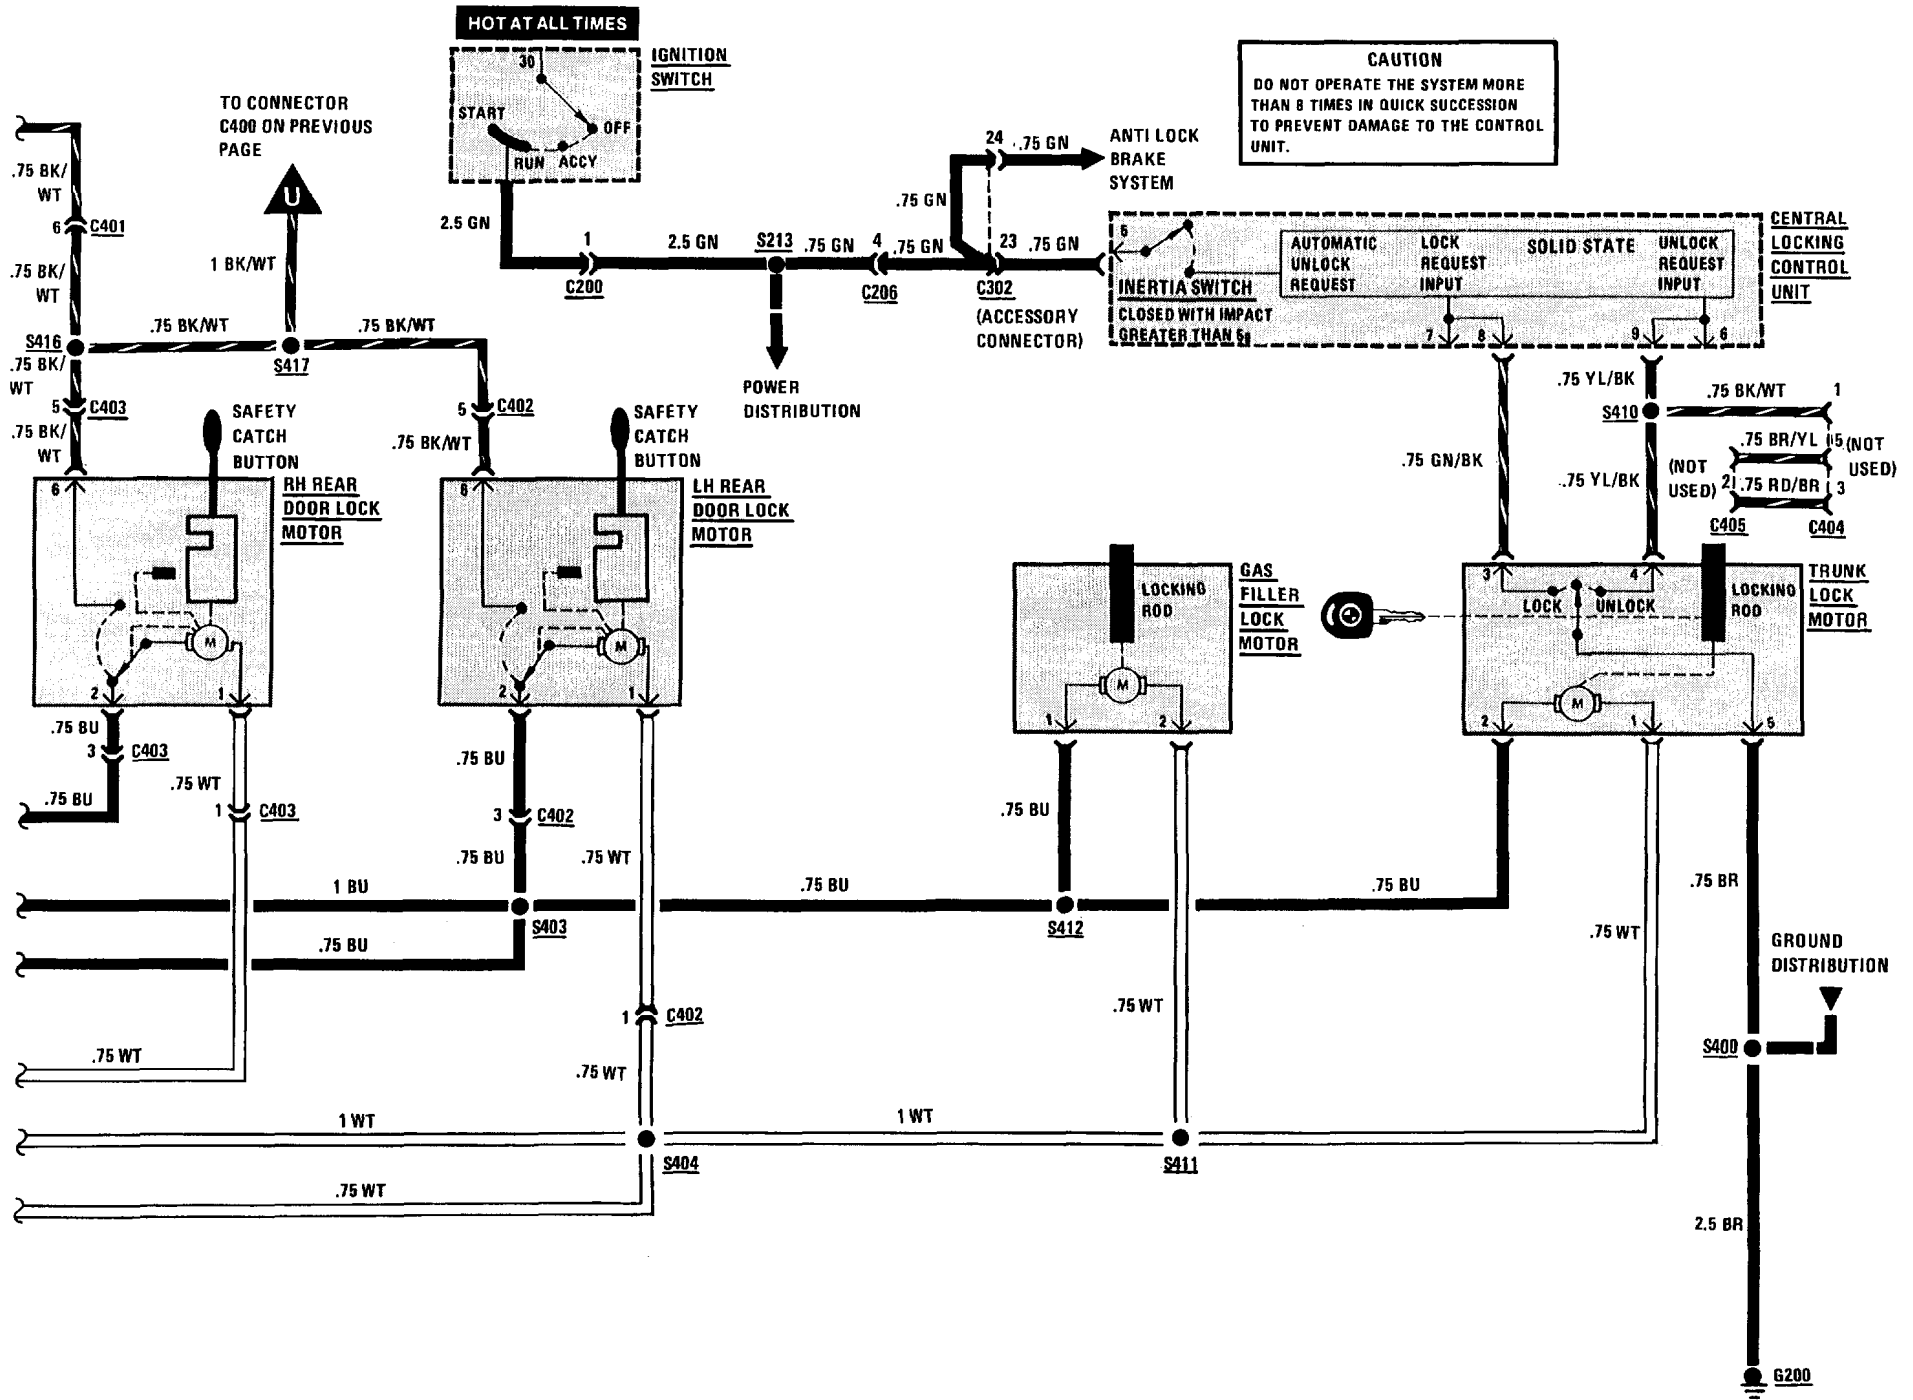 HOT AT ALL TIMES
30
START
OFF
RUN ACCY
IGNITION
SWITCH
CAUTION
DO NOT OPERATE THE SYSTEM MORE
THAN 8 TIMES IN QUICK SUCCESSION
TO PREVENT DAMAGE TO THE CONTROL
UNIT.
TO CONNECTOR
C400 ON PREVIOUS
PAGE
U
.75 BK/
WT
6
C401
.75 BK/
WT
1 BK/WT
2.5 GN
1
C200
2.5 GN
S213
.75 GN
4
C206
.75 GN
.75 GN
24
.75 GN
ANTI LOCK
BRAKE
SYSTEM
23
.75 GN
C302
(ACCESSORY
CONNECTOR)
POWER
DISTRIBUTION
5
INERTIA SWITCH
CLOSED WITH IMPACT
GREATER THAN 5g
AUTOMATIC
UNLOCK
REQUEST
LOCK
REQUEST
INPUT
SOLID STATE
UNLOCK
REQUEST
INPUT
7
8
9
6
CENTRAL
LOCKING
CONTROL
UNIT
S416
.75 BK/WT
S417
.75 BK/WT
.75 BK/
WT
5
C403
.75 BK/
WT
SAFETY
CATCH
BUTTON
5
C402
.75 BK/WT
SAFETY
CATCH
BUTTON
.75 YL/BK
S410
.75 BK/WT
1
.75 BR/YL
5
(NOT
USED)
(NOT
USED)
2
.75 RD/BR
3
C405
C404
.75 GN/BK
.75 YL/BK
6
M
2
1
RH REAR
DOOR LOCK
MOTOR
6
M
2
1
LH REAR
DOOR LOCK
MOTOR
LOCKING
ROD
M
1
2
GAS
FILLER
LOCK
MOTOR
3
4
LOCK
UNLOCK
LOCKING
ROD
M
2
1
5
TRUNK
LOCK
MOTOR
.75 BU
3
C403
.75 BU
.75 WT
1
C403
.75 BU
3
C402
.75 BU
.75 WT
.75 BU
1 BU
.75 BU
.75 BU
.75 BR
S403
S412
.75 BU
.75 WT
GROUND
DISTRIBUTION
1
C402
.75 WT
S400
.75 WT
.75 WT
1 WT
1 WT
S404
S411
.75 WT
2.5 BR
G200